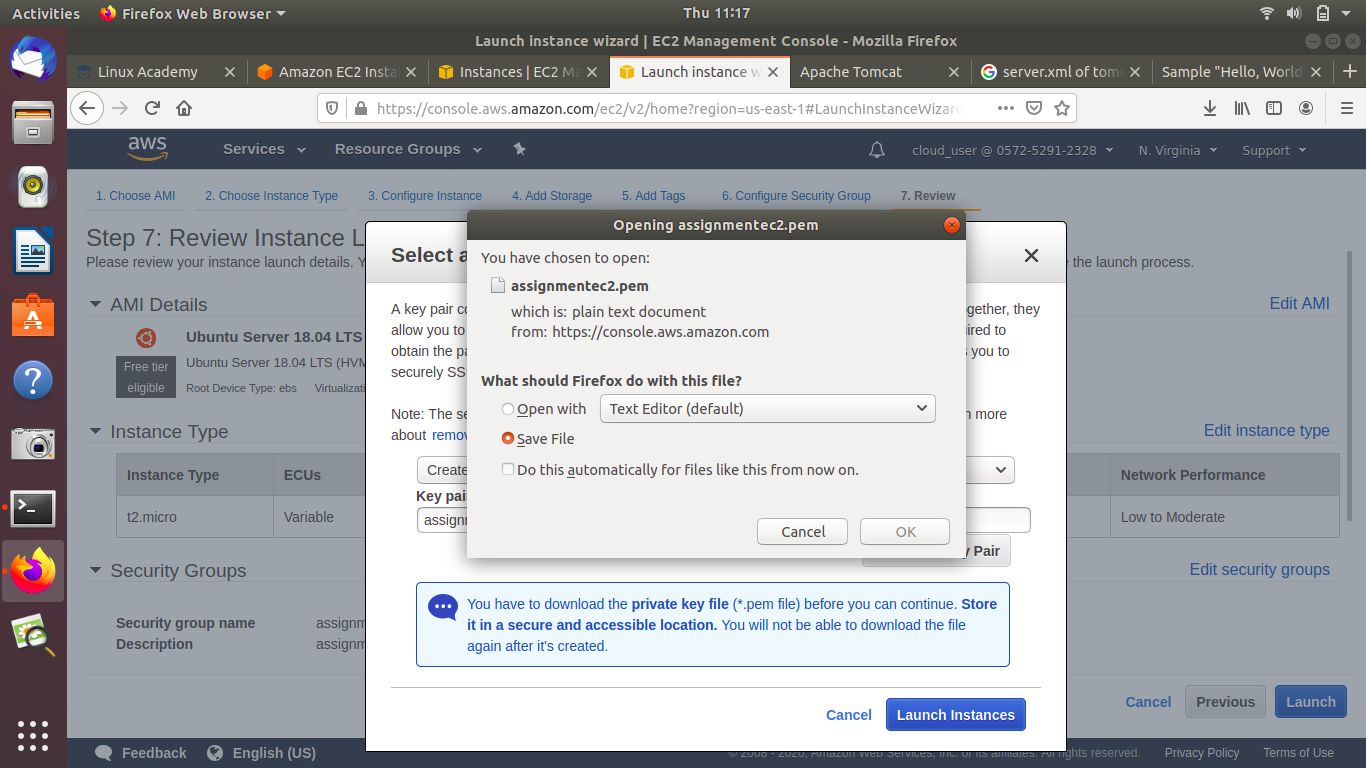 Activities Firefox Web Browser Thu 11:17
Launch instance wizard | EC2 Management Console - Mozilla Firefox
Linux Academy Amazon EC2 Insta Instances | EC2 Ma Launch instance w Apache Tomcat server.xml of tom Sample "Hello, World
https://console.aws.amazon.com/ec2/v2/home?region=us-east-1#LaunchInstanceWizard
aws Services Resource Groups cloud_user @ 0572-5291-2328 N. Virginia Support
1. Choose AMI 2. Choose Instance Type 3. Configure Instance 4. Add Storage 5. Add Tags 6. Configure Security Group 7. Review
Step 7: Review Instance L
Please review your instance launch details. Y the launch process.
AMI Details Edit AMI
Ubuntu Server 18.04 LTS
Free tier eligible
Ubuntu Server 18.04 LTS (HVM
Root Device Type: ebs Virtualizati
Instance Type Edit instance type
Instance Type ECUs Network Performance
t2.micro Variable Low to Moderate
Security Groups Edit security groups
Security group name assignm
Description assignm
Cancel Previous Launch
Select a
A key pair co ogether, they
allow you to ired to
obtain the pa s you to
securely SS
Note: The se n more
about remov
Create
Key pai
assignm
y Pair
You have to download the private key file (*.pem file) before you can continue. Store
it in a secure and accessible location. You will not be able to download the file
again after it's created.
Cancel Launch Instances
Opening assignmentec2.pem
You have chosen to open:
assignmentec2.pem
which is: plain text document
from: https://console.aws.amazon.com
What should Firefox do with this file?
Open with Text Editor (default)
Save File
Do this automatically for files like this from now on.
Cancel OK
Feedback English (US) © 2008 - 2020, Amazon Web Services, Inc. or its affiliates. All rights reserved. Privacy Policy Terms of Use